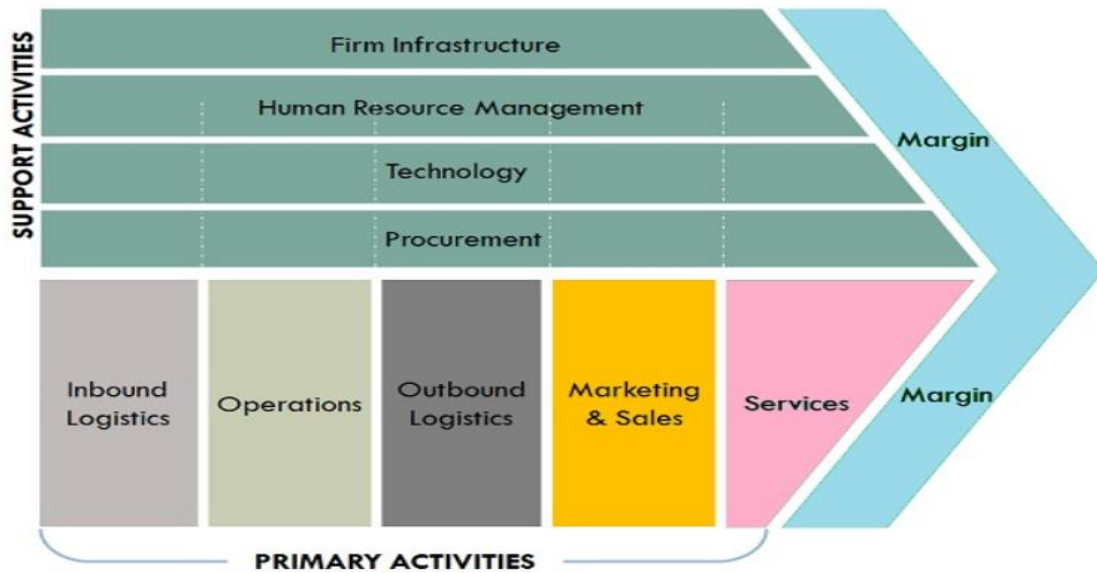 SUPPORT ACTIVITIES
Firm Infrastructure
Human Resource Management
Technology
Procurement
Margin
Inbound
Logistics
Operations
Outbound
Logistics
Marketing
& Sales
Services
Margin
PRIMARY ACTIVITIES